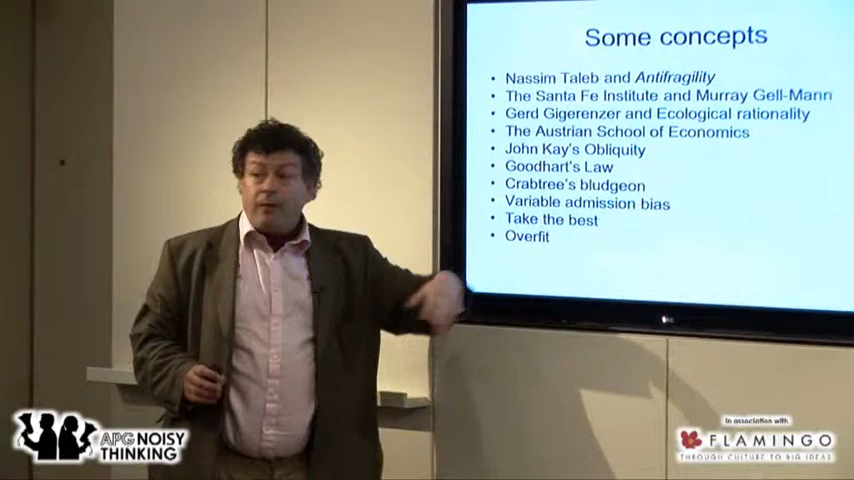 Some concepts
• Nassim Taleb and Antifragility
• The Santa Fe Institute and Murray Gell-Mann
• Gerd Gigerenzer and Ecological rationality
• The Austrian School of Economics
• John Kay's Obliquity
• Goodhart's Law
• Crabtree's bludgeon
• Variable admission bias
• Take the best
• Overfit
APG NOISY
THINKING
In association with
FLAMINGO
THROUGH CULTURE TO BIG IDEAS